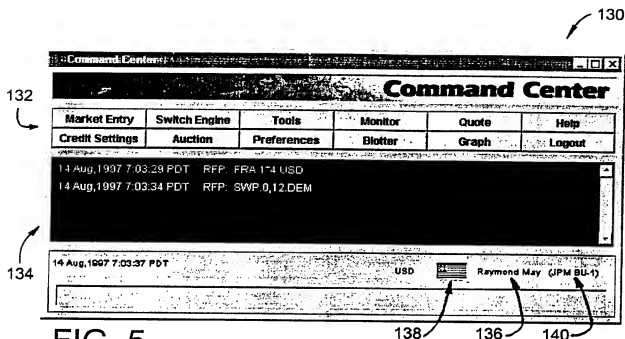 130
Command Center
Command Center
132
Market Entry Switch Engine Tools Monitor Quote Help
Credit Settings Auction Preferences Blotter Graph Logout
14 Aug,1997 7:03:29 PDT RFP: FRA 1*4 USD
14 Aug,1997 7:03:34 PDT RFP: SWP.0,12.DEM
134
14 Aug,1997 7:03:37 PDT
USD Raymond May (JPM BU-1)
138 136 140
FIG. 5